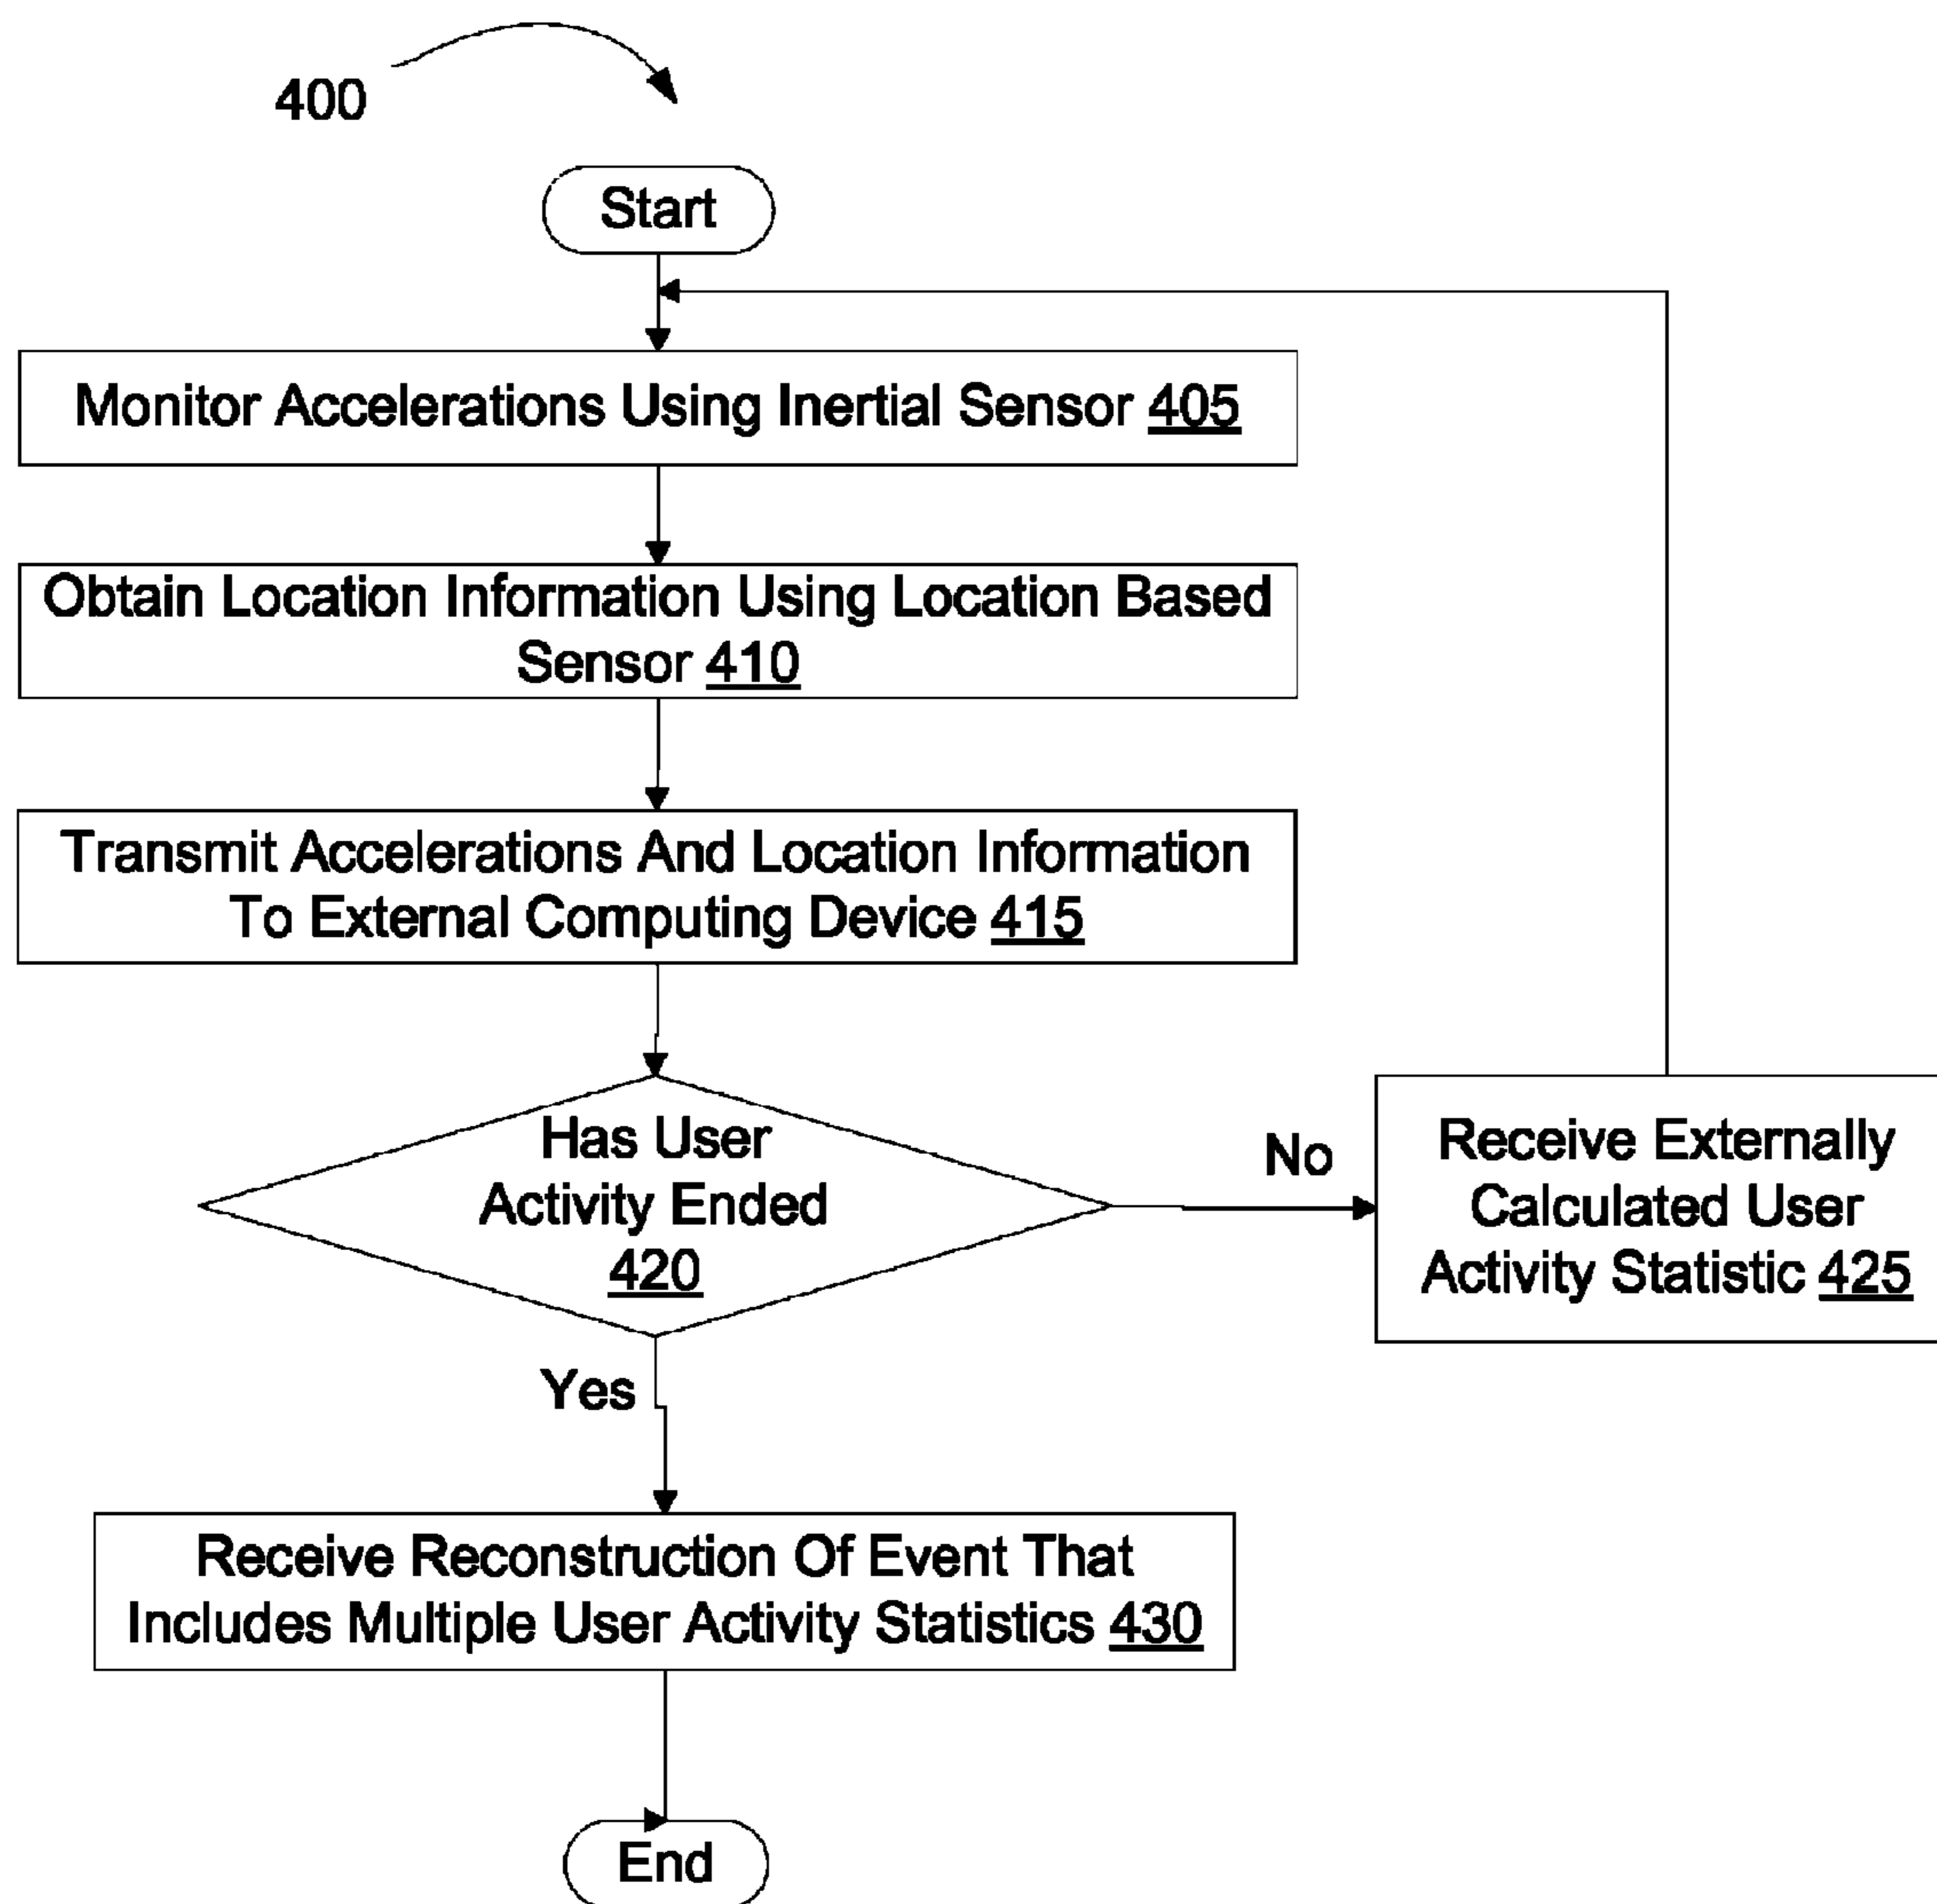 400
Start
Monitor Accelerations Using Inertial Sensor 405
Obtain Location Information Using Location Based
Sensor 410
Transmit Accelerations And Location Information
To External Computing Device 415
Has User
Activity Ended
420
No
Receive Externally
Calculated User
Activity Statistic 425
Yes
Receive Reconstruction Of Event That
Includes Multiple User Activity Statistics 430
End